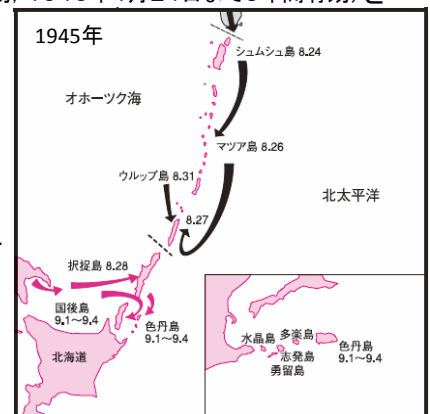 1945年
シュムシュ島 8.24
オホーツク海
マツア島 8.26
ウルップ島 8.31
北太平洋
8.27
択捉島 8.28
国後島
9.1～9.4
色丹島
9.1～9.4
北海道
水晶島
多楽島
志発島
勇留島
色丹島
9.1～9.4